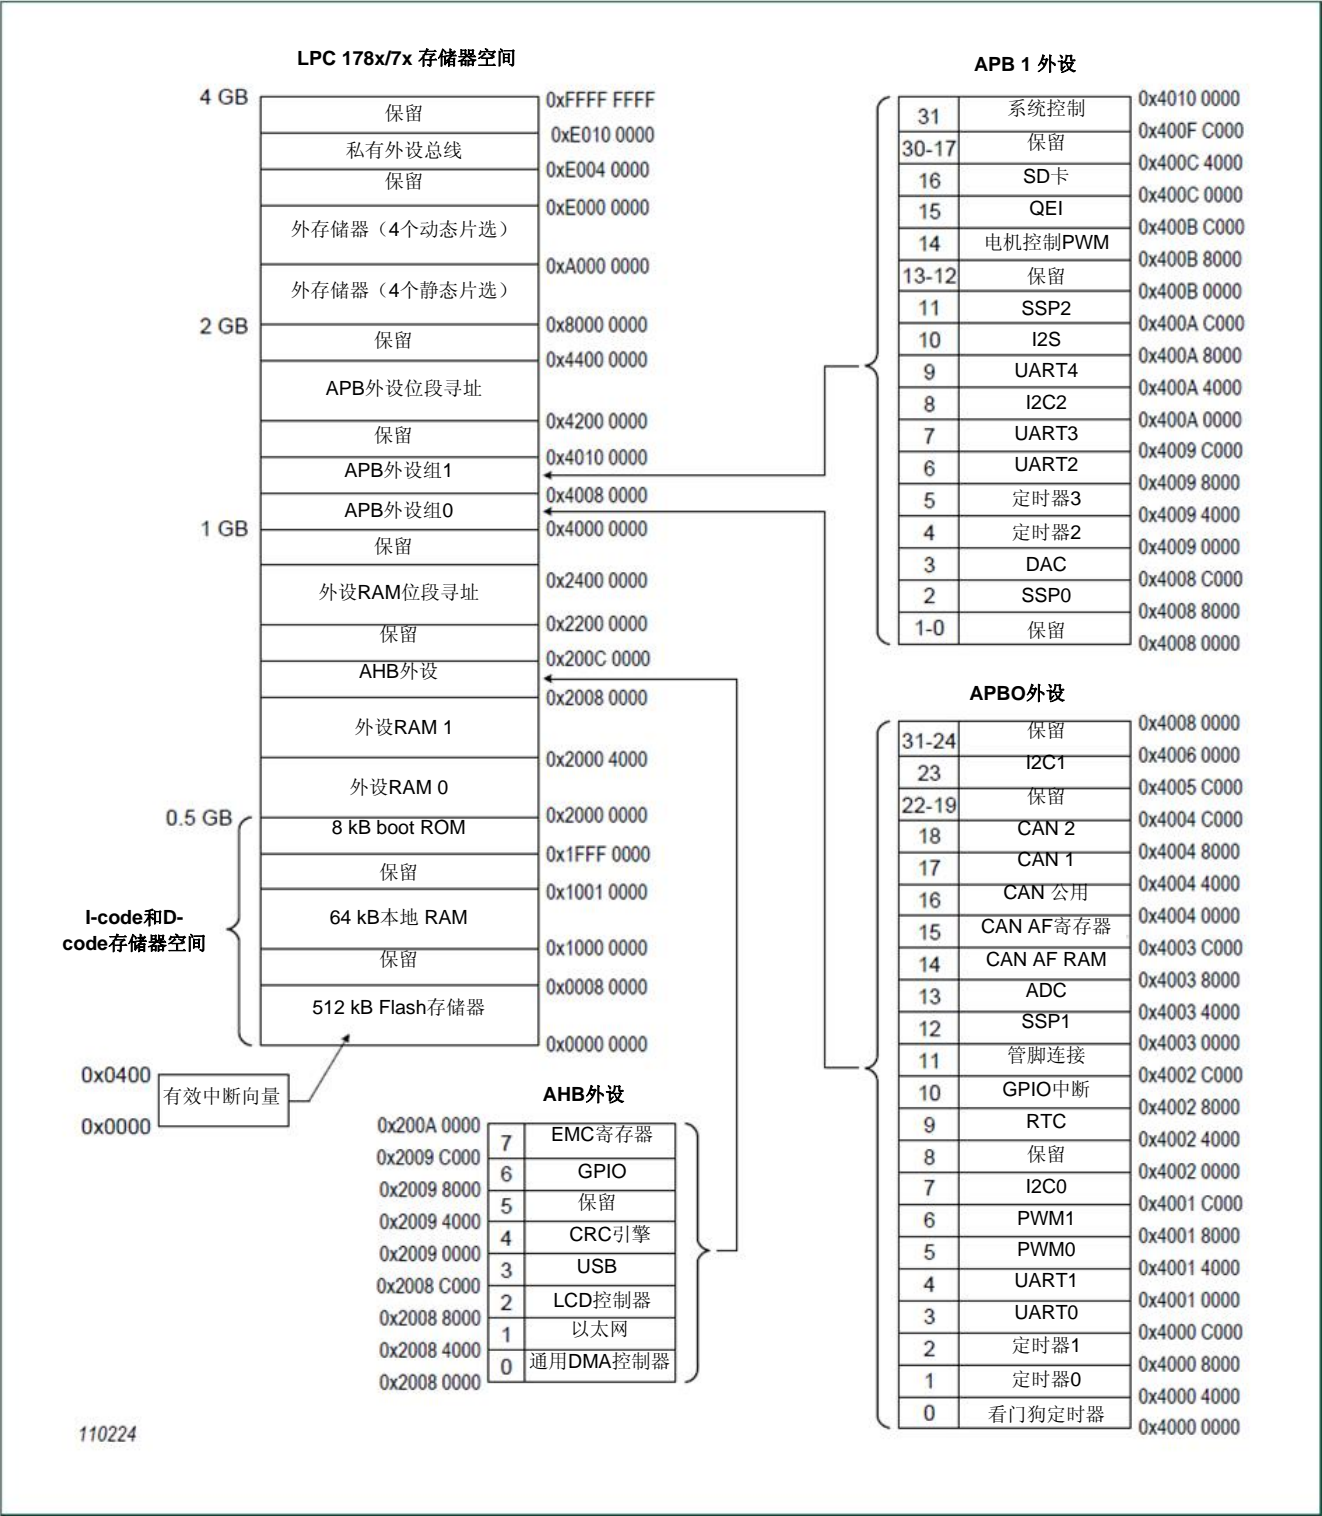 LPC 178x/7x 存储器空间
4 GB
0xFFFF FFFF
保留
0xE010 0000
私有外设总线
0xE004 0000
保留
0xE000 0000
外存储器（4个动态片选）
0xA000 0000
外存储器（4个静态片选）
2 GB
0x8000 0000
保留
0x4400 0000
APB外设位段寻址
0x4200 0000
保留
0x4010 0000
APB外设组1
0x4008 0000
APB外设组0
1 GB
0x4000 0000
保留
0x2400 0000
外设RAM位段寻址
0x2200 0000
保留
0x200C 0000
AHB外设
0x2008 0000
外设RAM 1
0x2000 4000
外设RAM 0
0.5 GB
0x2000 0000
8 kB boot ROM
0x1FFF 0000
保留
0x1001 0000
64 kB本地 RAM
0x1000 0000
保留
0x0008 0000
512 kB Flash存储器
0x0000 0000
I-code和D-
code存储器空间
0x0400
有效中断向量
0x0000
AHB外设
0x200A 0000
7 EMC寄存器
0x2009 C000
6 GPIO
0x2009 8000
5 保留
0x2009 4000
4 CRC引擎
0x2009 0000
3 USB
0x2008 C000
2 LCD控制器
0x2008 8000
1 以太网
0x2008 4000
0 通用DMA控制器
0x2008 0000
APB 1 外设
0x4010 0000
31 系统控制
0x400F C000
30-17 保留
0x400C 4000
16 SD卡
0x400C 0000
15 QEI
0x400B C000
14 电机控制PWM
0x400B 8000
13-12 保留
0x400B 0000
11 SSP2
0x400A C000
10 I2S
0x400A 8000
9 UART4
0x400A 4000
8 I2C2
0x400A 0000
7 UART3
0x4009 C000
6 UART2
0x4009 8000
5 定时器3
0x4009 4000
4 定时器2
0x4009 0000
3 DAC
0x4008 C000
2 SSP0
0x4008 8000
1-0 保留
0x4008 0000
APBO外设
0x4008 0000
31-24 保留
0x4006 0000
23 I2C1
0x4005 C000
22-19 保留
0x4004 C000
18 CAN 2
0x4004 8000
17 CAN 1
0x4004 4000
16 CAN 公用
0x4004 0000
15 CAN AF寄存器
0x4003 C000
14 CAN AF RAM
0x4003 8000
13 ADC
0x4003 4000
12 SSP1
0x4003 0000
11 管脚连接
0x4002 C000
10 GPIO中断
0x4002 8000
9 RTC
0x4002 4000
8 保留
0x4002 0000
7 I2C0
0x4001 C000
6 PWM1
0x4001 8000
5 PWM0
0x4001 4000
4 UART1
0x4001 0000
3 UART0
0x4000 C000
2 定时器1
0x4000 8000
1 定时器0
0x4000 4000
0 看门狗定时器
0x4000 0000
110224